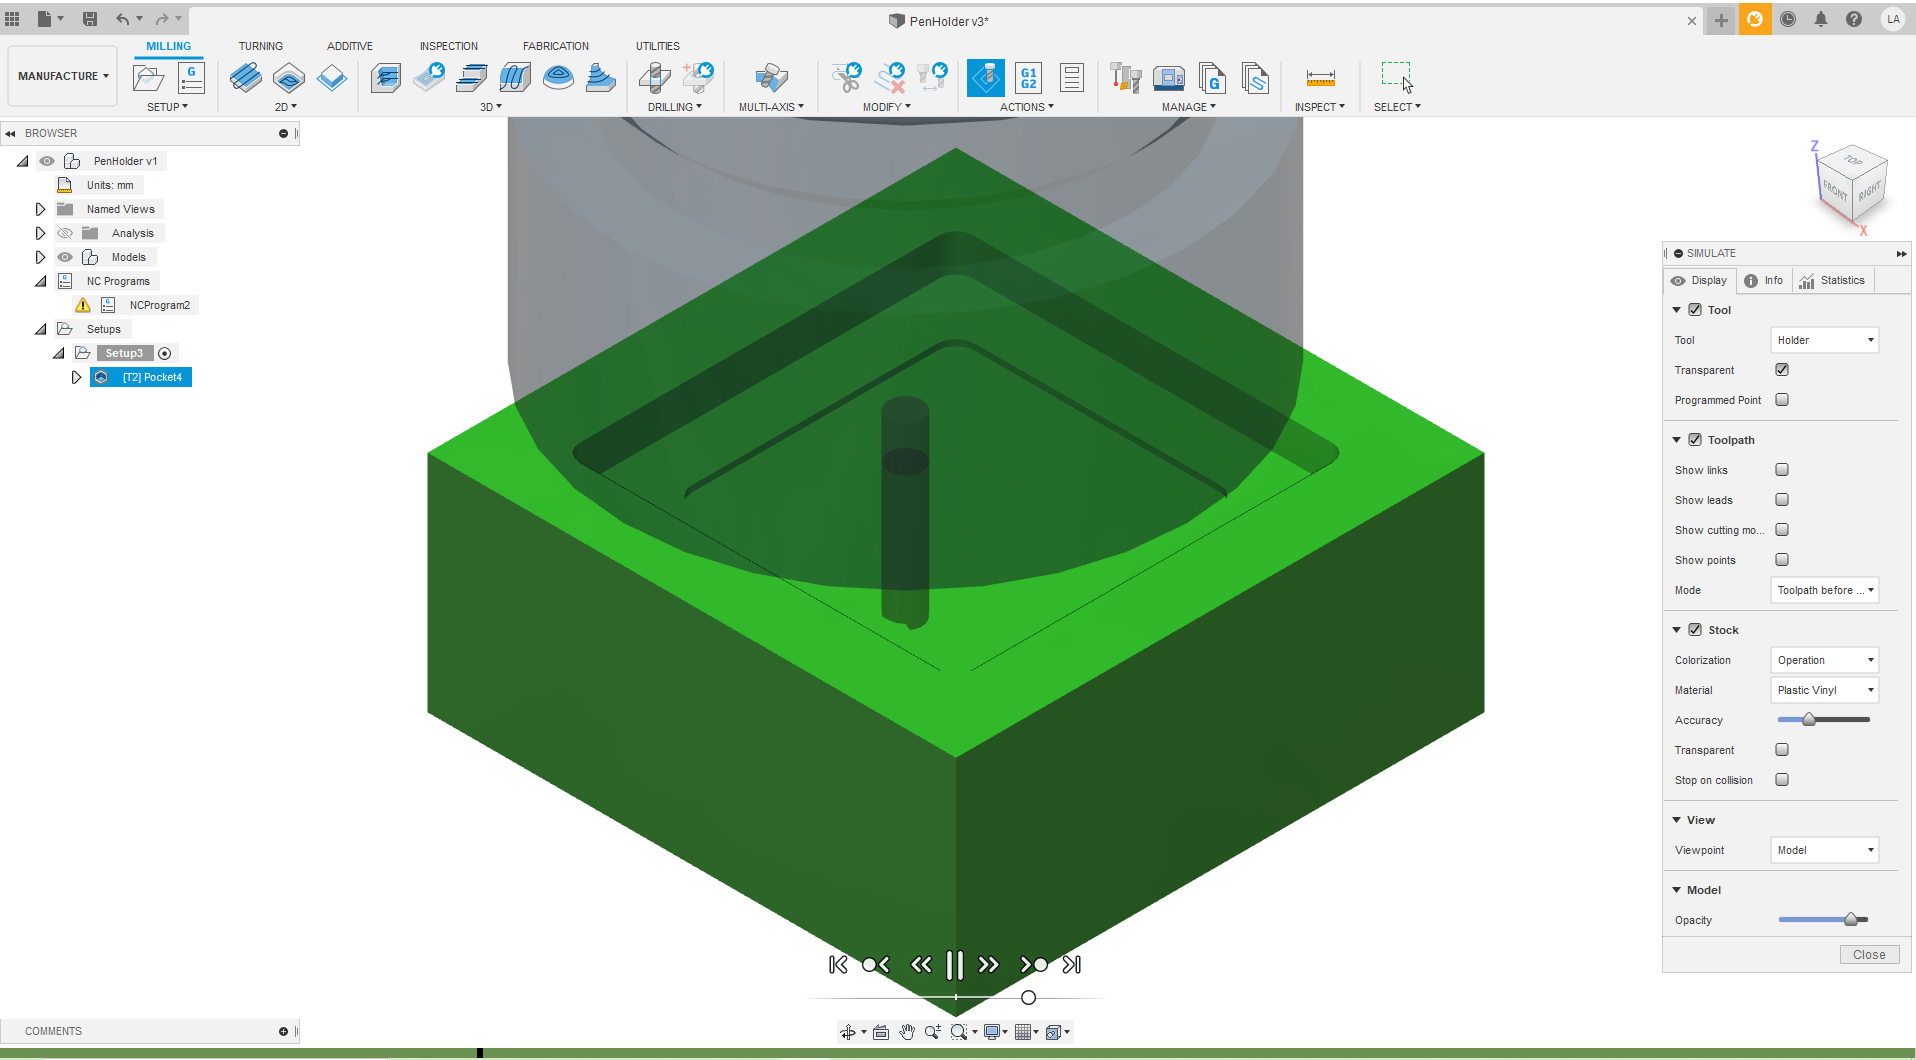 PenHolder v3*
LA
MILLING TURNING ADDITIVE INSPECTION FABRICATION UTILITIES
MANUFACTURE
G
G1
G2
G
SETUP 2D 3D DRILLING MULTI-AXIS MODIFY ACTIONS MANAGE INSPECT SELECT
BROWSER
PenHolder v1
Units: mm
Named Views
Analysis
Models
NC Programs
NCProgram2
Setups
Setup3
[T2] Pocket4
Z
TOP
FRONT
RIGHT
X
SIMULATE
Display Info Statistics
Tool
Tool Holder
Transparent
Programmed Point
Toolpath
Show links
Show leads
Show cutting mo...
Show points
Mode Toolpath before ...
Stock
Colorization Operation
Material Plastic Vinyl
Accuracy
Transparent
Stop on collision
View
Viewpoint Model
Model
Opacity
Close
COMMENTS